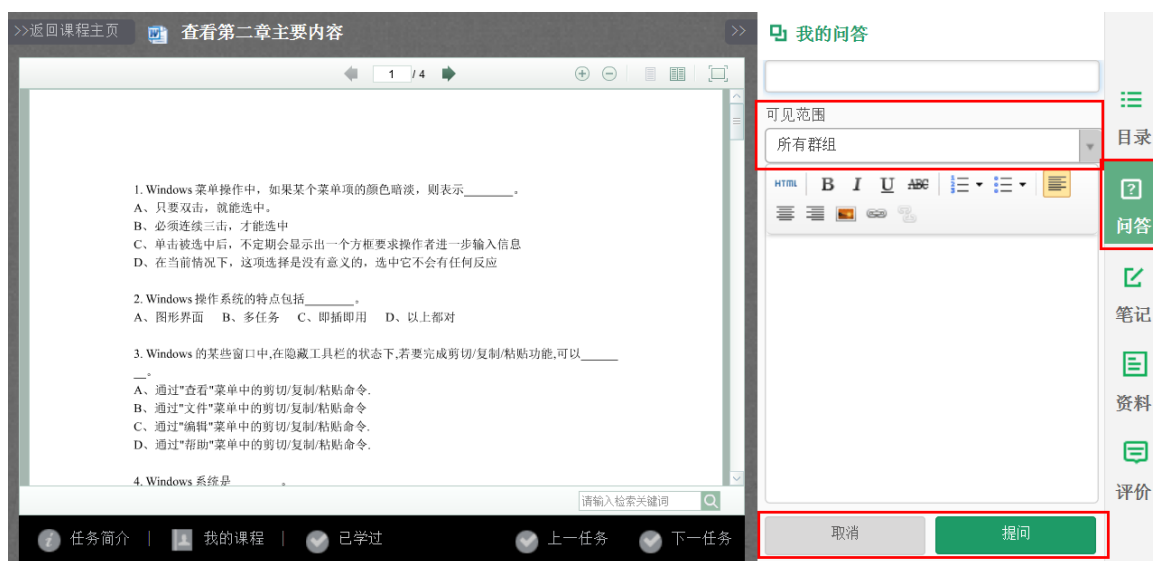 >>返回课程主页
查看第二章主要内容
>>
1 / 4
1. Windows 菜单操作中，如果某个菜单项的颜色暗淡，则表示________。
A、只要双击，就能选中。
B、必须连续三击，才能选中
C、单击被选中后，不定期会显示出一个方框要求操作者进一步输入信息
D、在当前情况下，这项选择是没有意义的，选中它不会有任何反应
2. Windows 操作系统的特点包括________。
A、图形界面 B、多任务 C、即插即用 D、以上都对
3. Windows 的某些窗口中,在隐藏工具栏的状态下,若要完成剪切/复制/粘贴功能,可以______
__。
A、通过"查看"菜单中的剪切/复制/粘贴命令.
B、通过"文件"菜单中的剪切/复制/粘贴命令
C、通过"编辑"菜单中的剪切/复制/粘贴命令.
D、通过"帮助"菜单中的剪切/复制/粘贴命令.
4. Windows 系统是________。
请输入检索关键词
任务简介 | 我的课程 | 已学过 上一任务 下一任务
我的问答
可见范围
所有群组
HTML B I U ABC
取消 提问
目录
问答
笔记
资料
评价